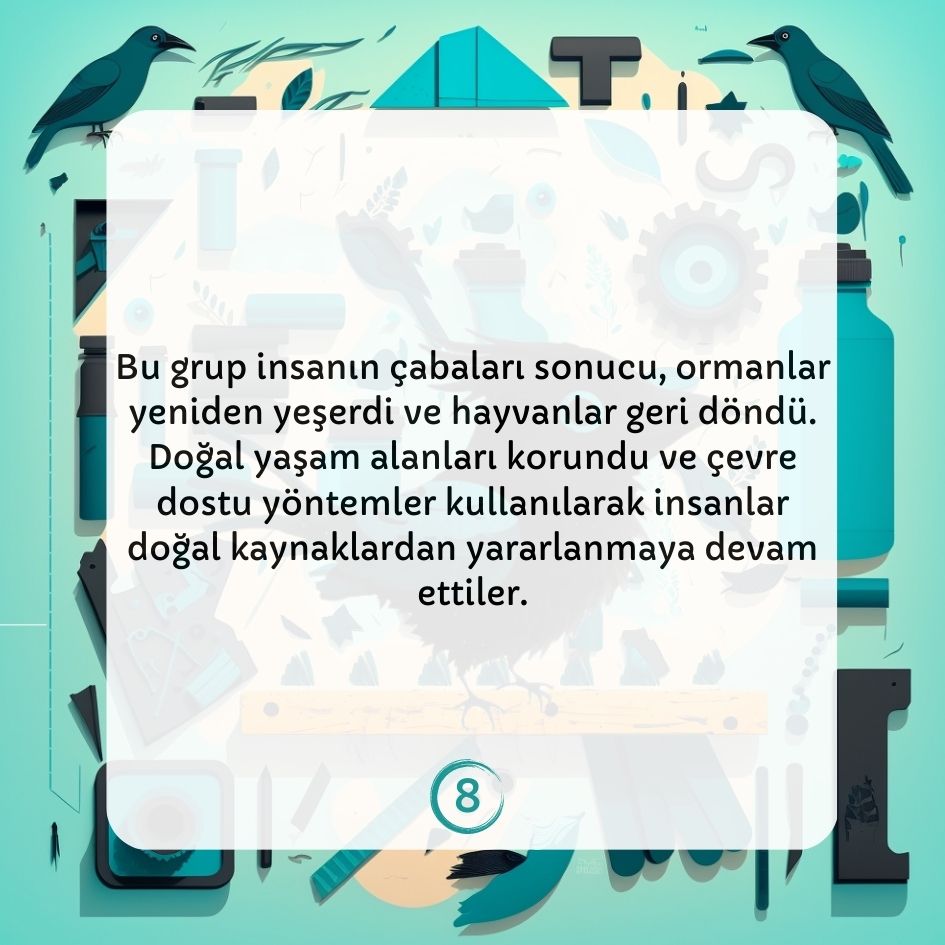 Bu grup insanın çabaları sonucu, ormanlar
yeniden yeşerdi ve hayvanlar geri döndü.
Doğal yaşam alanları korundu ve çevre
dostu yöntemler kullanılarak insanlar
doğal kaynaklardan yararlanmaya devam
ettiler.
8